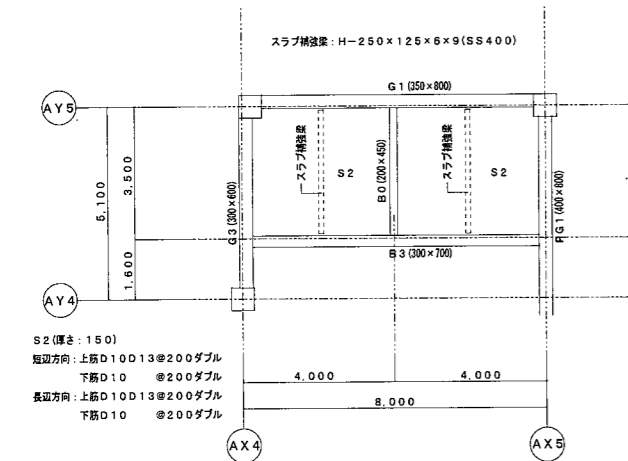 スラブ補強梁:H-250×125×6×9(SS400)
G1(350×800)
AY5
スラブ補強梁
S2
B0(200×450)
スラブ補強梁
S2
G3(300×600)
PG1(400×800)
3,500
5,100
1,600
B3(300×700)
AY4
S2(厚さ:150)
短辺方向:上筋D10D13@200ダブル
下筋D10 @200ダブル
長辺方向:上筋D10D13@200ダブル
下筋D10 @200ダブル
4,000
4,000
8,000
AX4
AX5